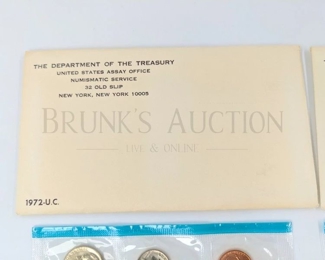 THE DEPARTMENT OF THE TREASURY
UNITED STATES ASSAY OFFICE
NUMISMATIC SERVICE
32 OLD SLIP
NEW YORK, NEW YORK 10005
BRUNK'S AUCTION
LIVE & ONLINE
1972-U.C.